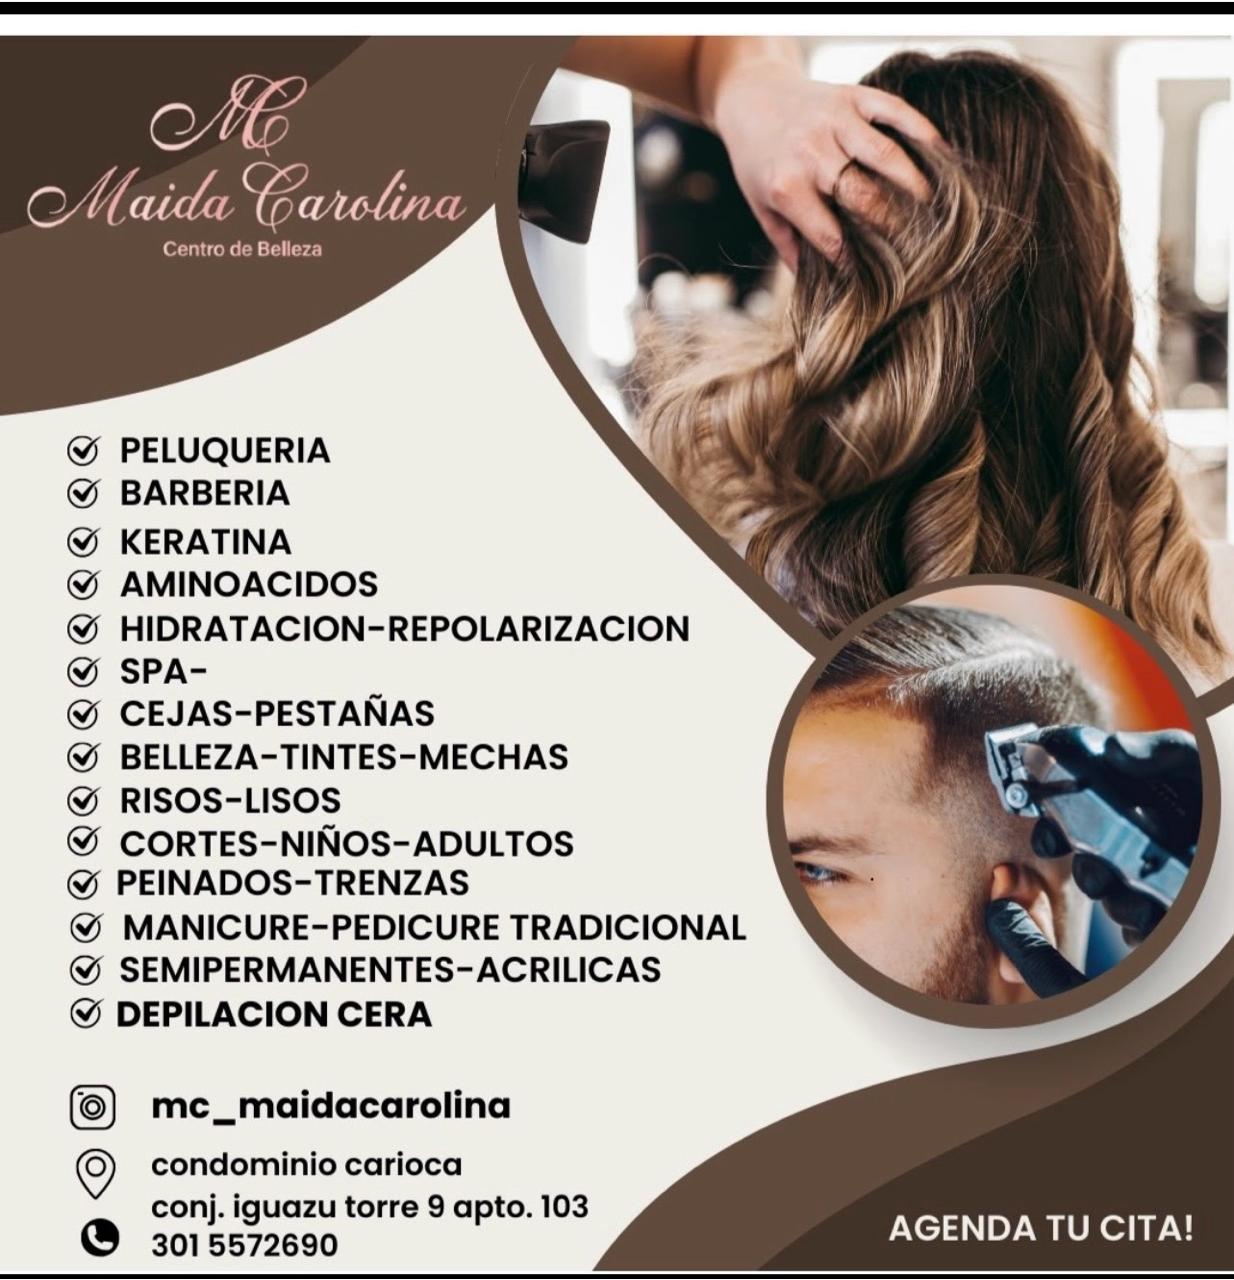 MC
Maida Carolina
Centro de Belleza
PELUQUERIA
BARBERIA
KERATINA
AMINOACIDOS
HIDRATACION-REPOLARIZACION
SPA-
CEJAS-PESTAÑAS
BELLEZA-TINTES-MECHAS
RISOS-LISOS
CORTES-NIÑOS-ADULTOS
PEINADOS-TRENZAS
MANICURE-PEDICURE TRADICIONAL
SEMIPERMANENTES-ACRILICAS
DEPILACION CERA
mc_maidacarolina
condominio carioca
conj. iguazu torre 9 apto. 103
301 5572690
AGENDA TU CITA!